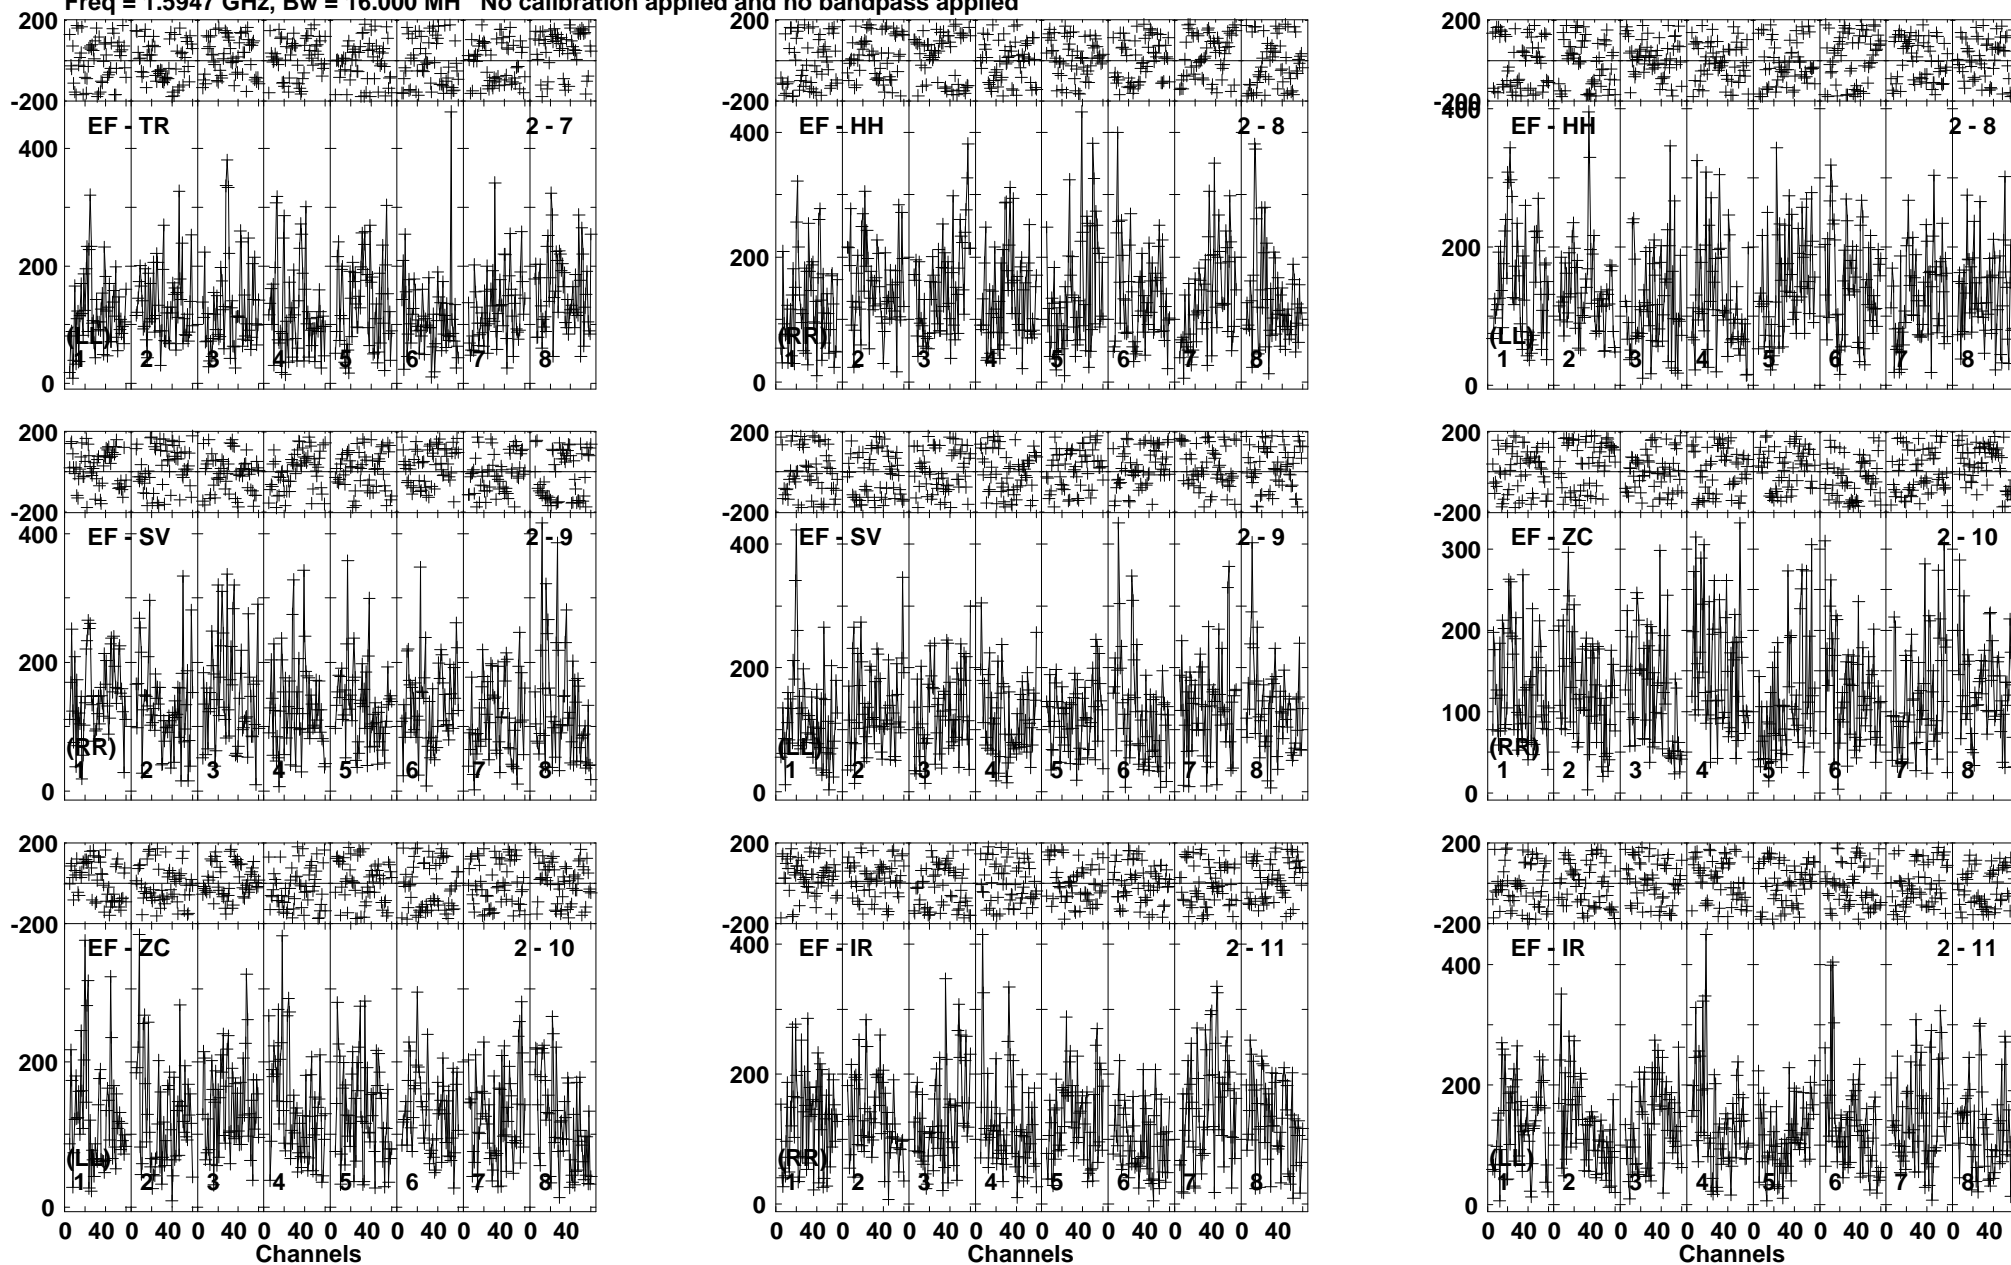 Freq = 1.5947 GHz, Bw = 16.000 MH No calibration applied and no bandpass applied
200 200 200
-200 -200 -200
EF - TR 2 - 7 EF - HH 2 - 8 EF - HH 2 - 8
400 400 400
200 200 200
(LL) (RR) (LL)
1 2 3 4 5 6 7 8 1 2 3 4 5 6 7 8 1 2 3 4 5 6 7 8
0 0 0
200 200 200
-200 -200 -200
EF - SV 2 - 9 EF - SV 2 - 9 EF - ZC 2 - 10
400 400 300
200 200 200
100
(RR) (LL) (RR)
1 2 3 4 5 6 7 8 1 2 3 4 5 6 7 8 1 2 3 4 5 6 7 8
0 0 0
200 200 200
-200 -200 -200
EF - ZC 2 - 10 EF - IR 2 - 11 EF - IR 2 - 11
400 400
200 200 200
(LL) (RR) (LL)
1 2 3 4 5 6 7 8 1 2 3 4 5 6 7 8 1 2 3 4 5 6 7 8
0 0 0
0 40 0 40 0 40 0 40 0 40 0 40 0 40 0 40 0 40 0 40 0 40 0 40 0 40 0 40 0 40 0 40 0 40 0 40 0 40 0 40 0 40 0 40 0 40 0 40
Channels Channels